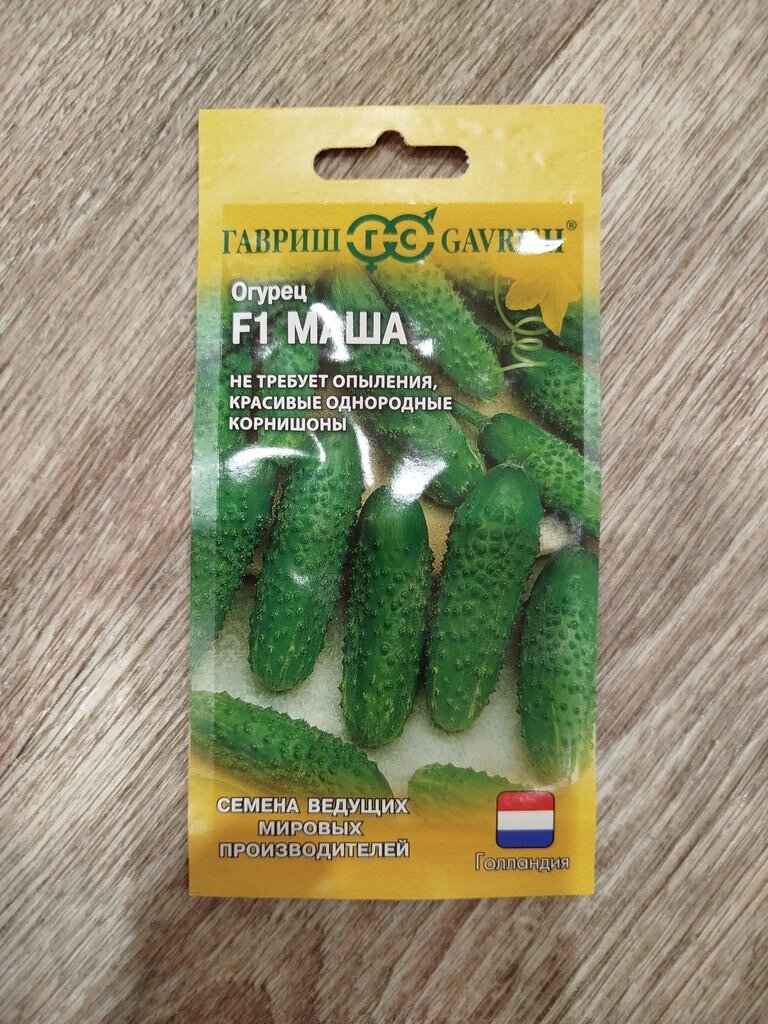 ГАВРИШ ГС GAVRISH®
Огурец
F1 МАША
НЕ ТРЕБУЕТ ОПЫЛЕНИЯ,
КРАСИВЫЕ ОДНОРОДНЫЕ
КОРНИШОНЫ
СЕМЕНА ВЕДУЩИХ
МИРОВЫХ
ПРОИЗВОДИТЕЛЕЙ
Голландия